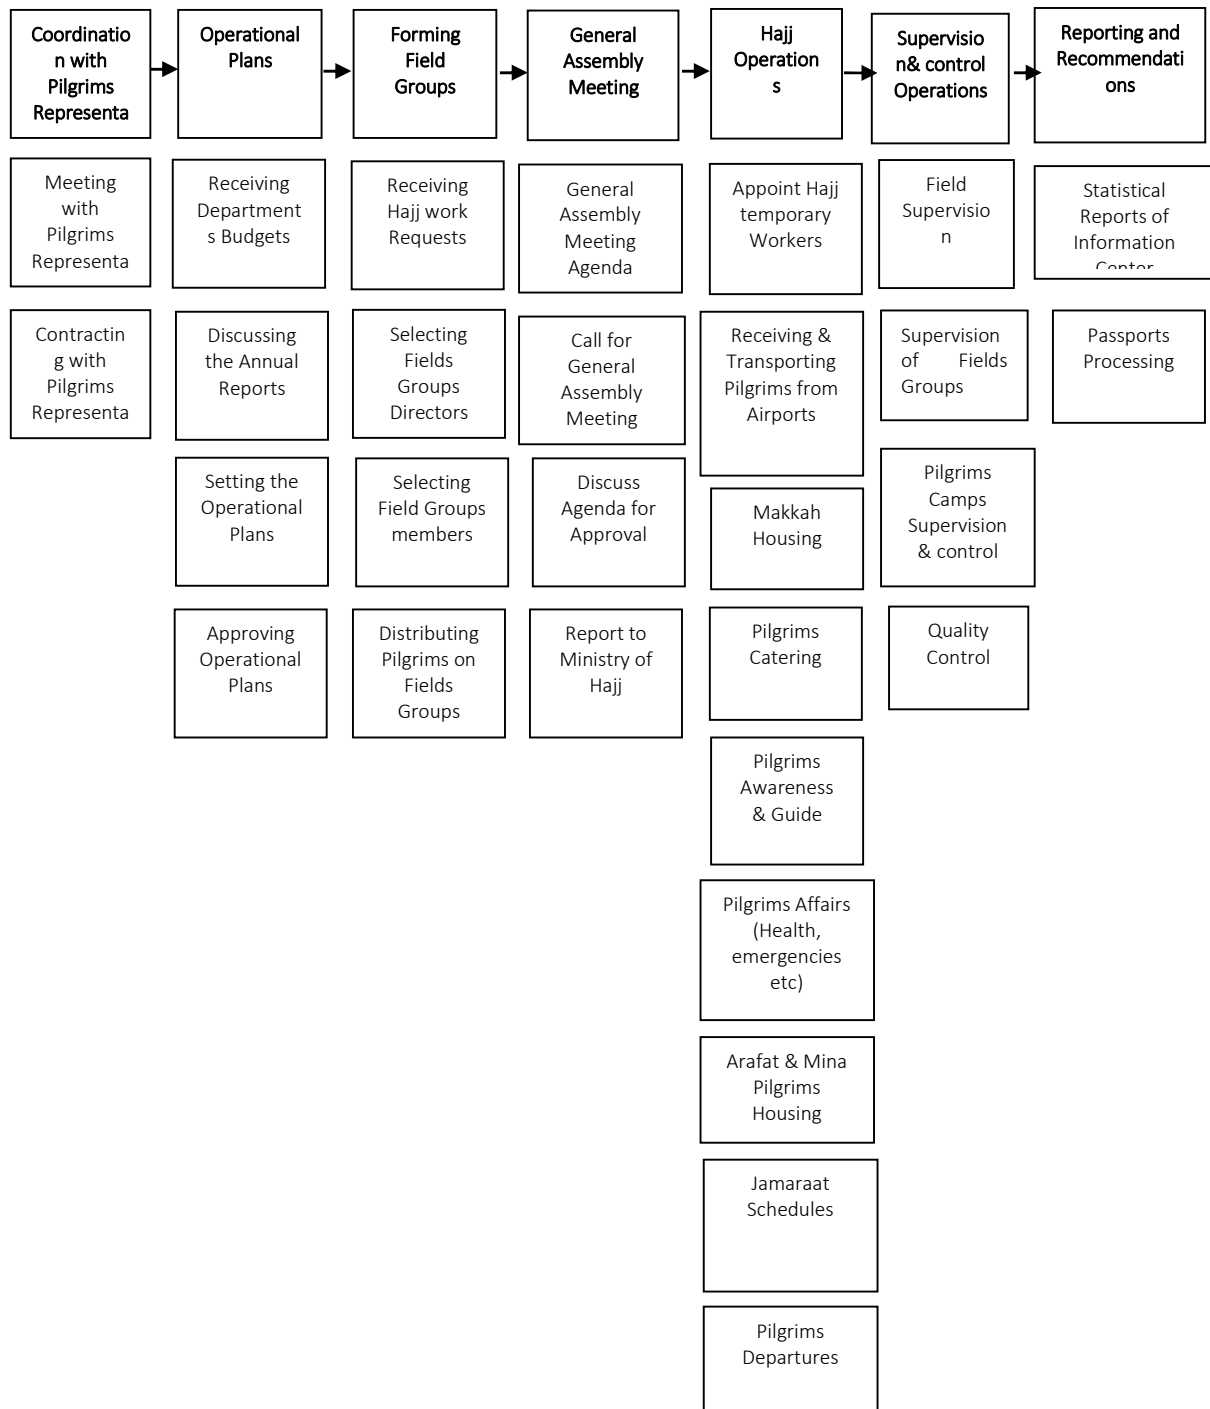 Coordinatio
n with
Pilgrims
Representa
Operational
Plans
Forming
Field
Groups
General
Assembly
Meeting
Hajj
Operation
s
Supervisio
n& control
Operations
Reporting and
Recommendati
ons
Meeting
with
Pilgrims
Representa
Contractin
g with
Pilgrims
Representa
Receiving
Department
s Budgets
Discussing
the Annual
Reports
Setting the
Operational
Plans
Approving
Operational
Plans
Receiving
Hajj work
Requests
Selecting
Fields
Groups
Directors
Selecting
Field Groups
members
Distributing
Pilgrims on
Fields
Groups
General
Assembly
Meeting
Agenda
Call for
General
Assembly
Meeting
Discuss
Agenda for
Approval
Report to
Ministry of
Hajj
Appoint Hajj
temporary
Workers
Receiving &
Transporting
Pilgrims from
Airports
Makkah
Housing
Pilgrims
Catering
Pilgrims
Awareness
& Guide
Pilgrims Affairs
(Health,
emergencies
etc)
Arafat & Mina
Pilgrims
Housing
Jamaraat
Schedules
Pilgrims
Departures
Field
Supervisio
n
Supervision
of Fields
Groups
Pilgrims
Camps
Supervision
& control
Quality
Control
Statistical
Reports of
Information
Center
Passports
Processing